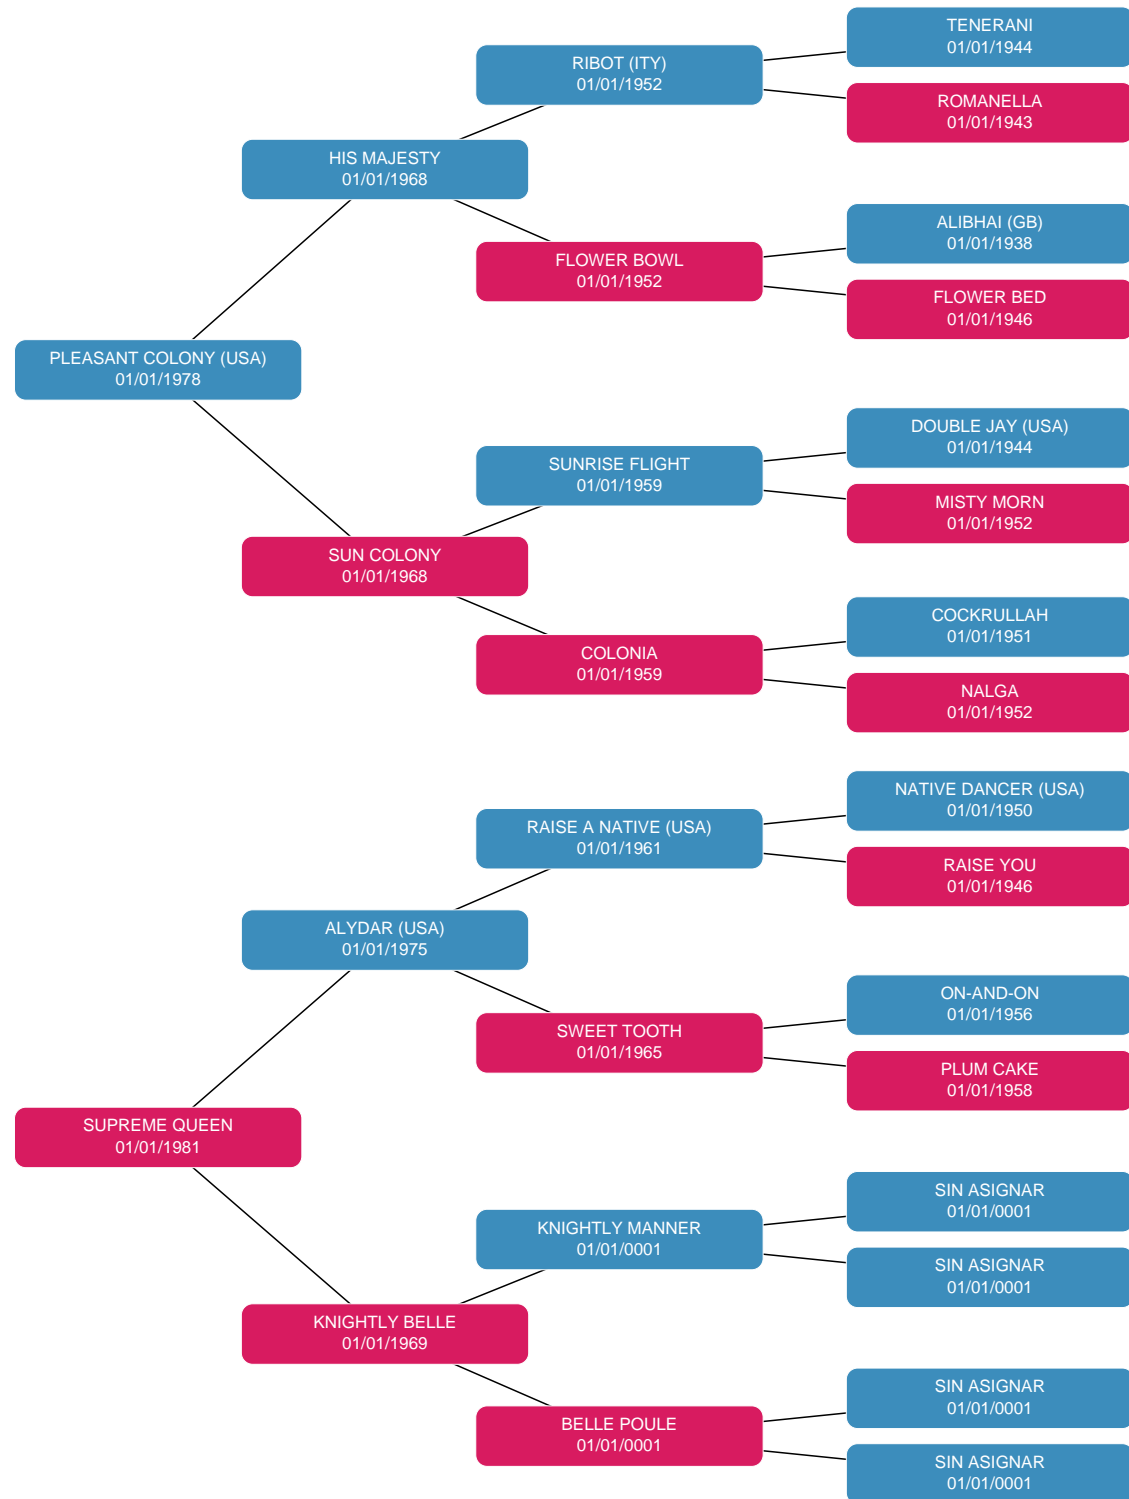 TENERANI
01/01/1944
RIBOT (ITY)
01/01/1952
ROMANELLA
01/01/1943
HIS MAJESTY
01/01/1968
ALIBHAI (GB)
01/01/1938
FLOWER BOWL
01/01/1952
FLOWER BED
01/01/1946
PLEASANT COLONY (USA)
01/01/1978
DOUBLE JAY (USA)
01/01/1944
SUNRISE FLIGHT
01/01/1959
MISTY MORN
01/01/1952
SUN COLONY
01/01/1968
COCKRULLAH
01/01/1951
COLONIA
01/01/1959
NALGA
01/01/1952
NATIVE DANCER (USA)
01/01/1950
RAISE A NATIVE (USA)
01/01/1961
RAISE YOU
01/01/1946
ALYDAR (USA)
01/01/1975
ON-AND-ON
01/01/1956
SWEET TOOTH
01/01/1965
PLUM CAKE
01/01/1958
SUPREME QUEEN
01/01/1981
SIN ASIGNAR
01/01/0001
KNIGHTLY MANNER
01/01/0001
SIN ASIGNAR
01/01/0001
KNIGHTLY BELLE
01/01/1969
SIN ASIGNAR
01/01/0001
BELLE POULE
01/01/0001
SIN ASIGNAR
01/01/0001